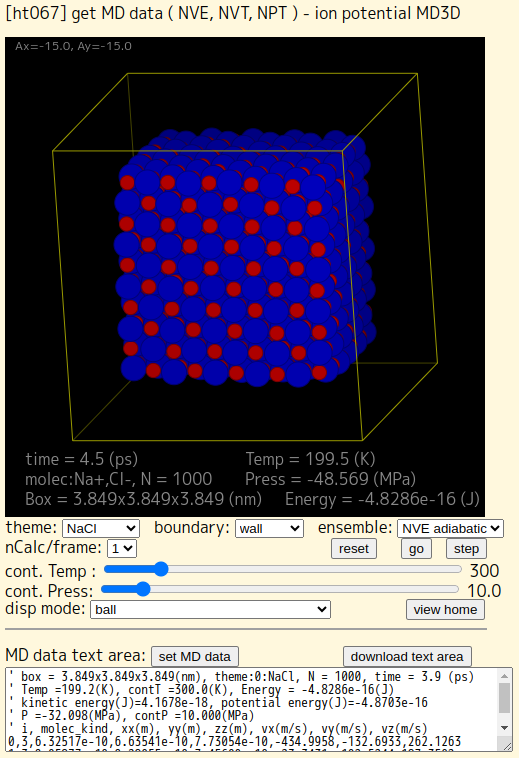 [ht067] get MD data ( NVE, NVT, NPT ) - ion potential MD3D
Ax=-15.0, Ay=-15.0
time = 4.5 (ps) Temp = 199.5 (K)
molec:Na+,Cl-, N = 1000 Press = -48.569 (MPa)
Box = 3.849x3.849x3.849 (nm) Energy = -4.8286e-16 (J)
theme: NaCl boundary: wall ensemble: NVE adiabatic
nCalc/frame: 1 reset go step
cont. Temp : 300
cont. Press: 10.0
disp mode: ball view home
MD data text area: set MD data download text area
' box = 3.849x3.849x3.849(nm), theme:0:NaCl, N = 1000, time = 3.9 (ps)
' Temp =199.2(K), contT =300.0(K), Energy = -4.8286e-16(J)
' kinetic energy(J)=4.1678e-18, potential energy(J)=-4.8703e-16
' P =-32.098(MPa), contP =10.000(MPa)
' i, molec_kind, xx(m), yy(m), zz(m), vx(m/s), vy(m/s), vz(m/s)
0,3,6.32517e-10,6.63541e-10,7.73054e-10,-434.9958,-132.6933,262.1263